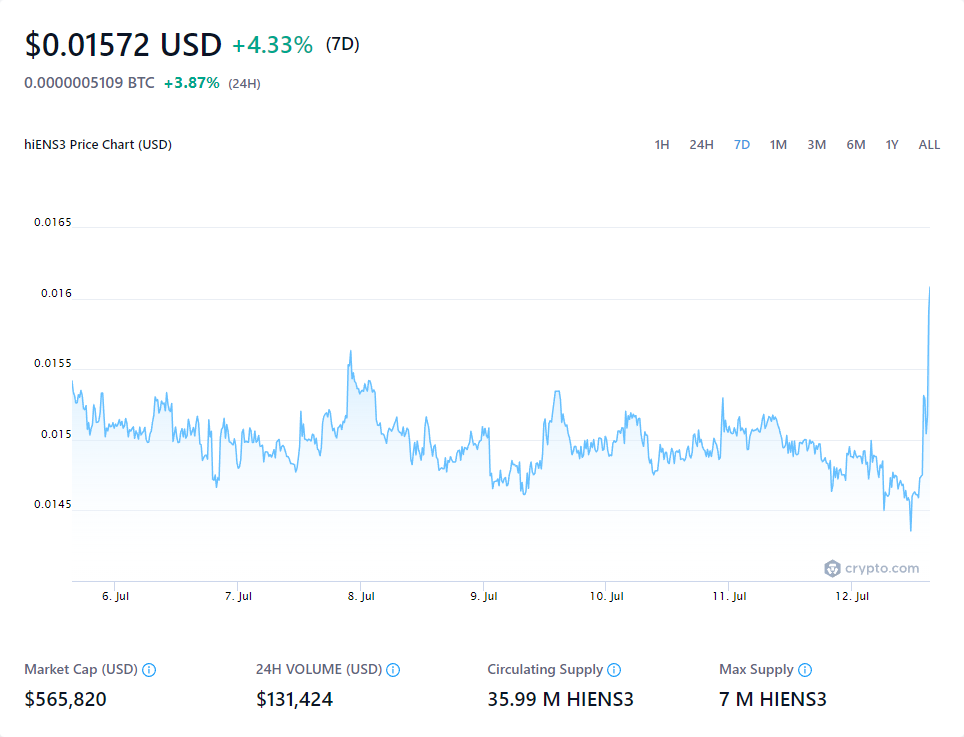 $0.01572 USD +4.33% (7D)
0.0000005109 BTC +3.87% (24H)
hiENS3 Price Chart (USD) 1H 24H 7D 1M 3M 6M 1Y ALL
0.0165
0.016
0.0155
0.015
0.0145
crypto.com
6. Jul 7. Jul 8. Jul 9. Jul 10. Jul 11. Jul 12. Jul
Market Cap (USD) 24H VOLUME (USD) Circulating Supply Max Supply
$565,820 $131,424 35.99 M HIENS3 7 M HIENS3